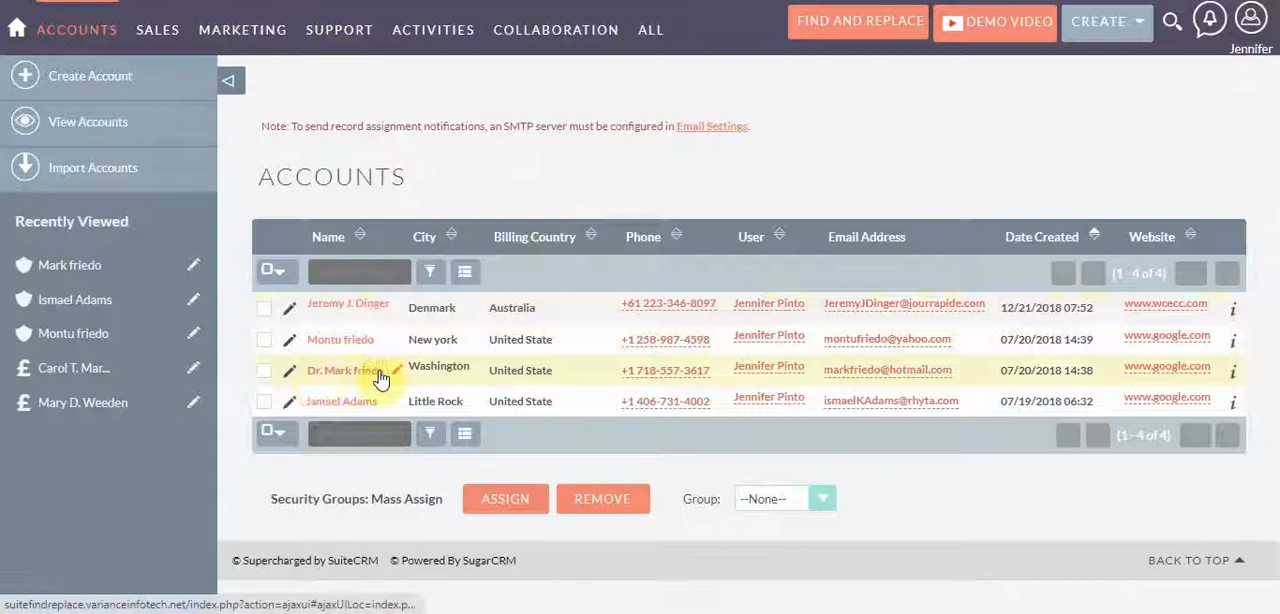 ACCOUNTS SALES MARKETING SUPPORT ACTIVITIES COLLABORATION ALL FIND AND REPLACE DEMO VIDEO CREATE
Jennifer
Create Account
View Accounts
Import Accounts
Recently Viewed
Mark friedo
Ismael Adams
Montu friedo
Carol T. Mar...
Mary D. Weeden
Note: To send record assignment notifications, an SMTP server must be configured in Email Settings.
ACCOUNTS
Name City Billing Country Phone User Email Address Date Created Website
(1 - 4 of 4)
Jeremy J. Dinger Denmark Australia +61 223-346-8097 Jennifer Pinto JeremyJDinger@jourrapide.com 12/21/2018 07:52 www.wcecc.com
Montu friedo New york United State +1 258-987-4598 Jennifer Pinto montufriedo@yahoo.com 07/20/2018 14:39 www.google.com
Dr. Mark Washington United State +1 718-557-3617 Jennifer Pinto markfriedo@hotmail.com 07/20/2018 14:38 www.google.com
Adams Little Rock United State +1 406-731-4002 Jennifer Pinto ismaelKAdams@rhyta.com 07/19/2018 06:32 www.google.com
(1 - 4 of 4)
Security Groups: Mass Assign ASSIGN REMOVE Group: --None--
© Supercharged by SuiteCRM © Powered By SugarCRM BACK TO TOP
suitefindreplace.varianceinfotech.net/index.php?action=ajaxui#ajaxUILoc=index.p...